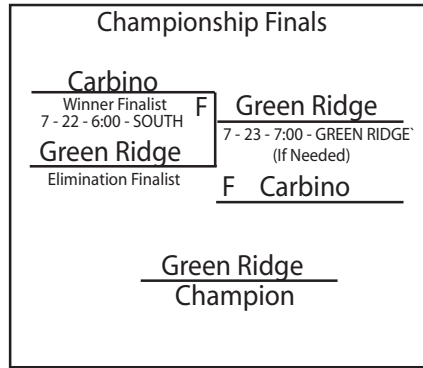 Championship Finals
Carbino
Winner Finalist
7 - 22 - 6:00 - SOUTH
F
Green Ridge
Elimination Finalist
Green Ridge
7 - 23 - 7:00 - GREEN RIDGE`
(If Needed)
F Carbino
Green Ridge
Champion